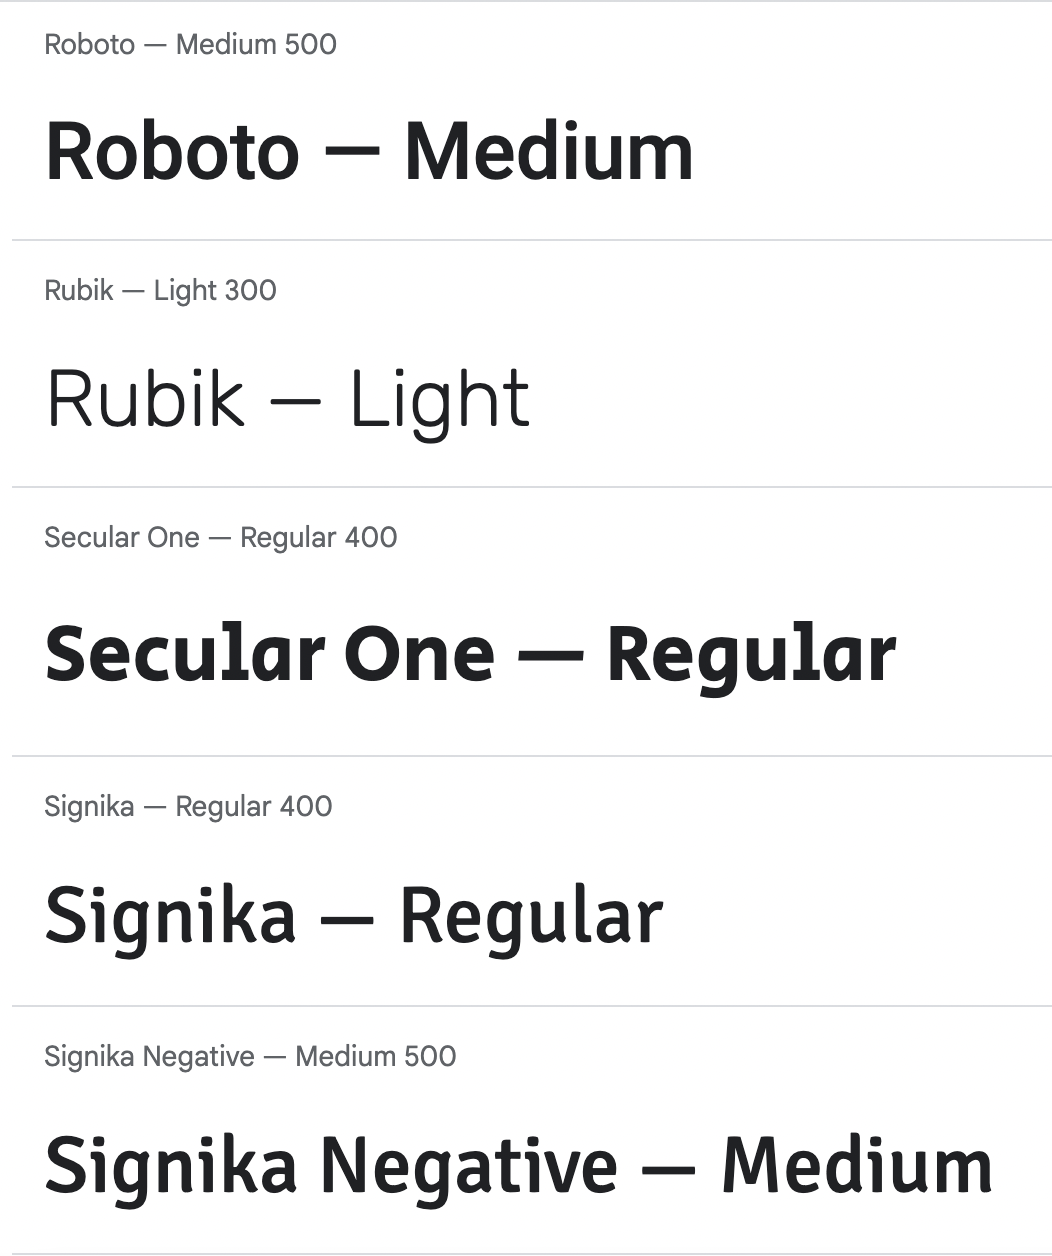 Roboto — Medium 500
Roboto — Medium
Rubik — Light 300
Rubik — Light
Secular One — Regular 400
Secular One — Regular
Signika — Regular 400
Signika — Regular
Signika Negative — Medium 500
Signika Negative — Medium